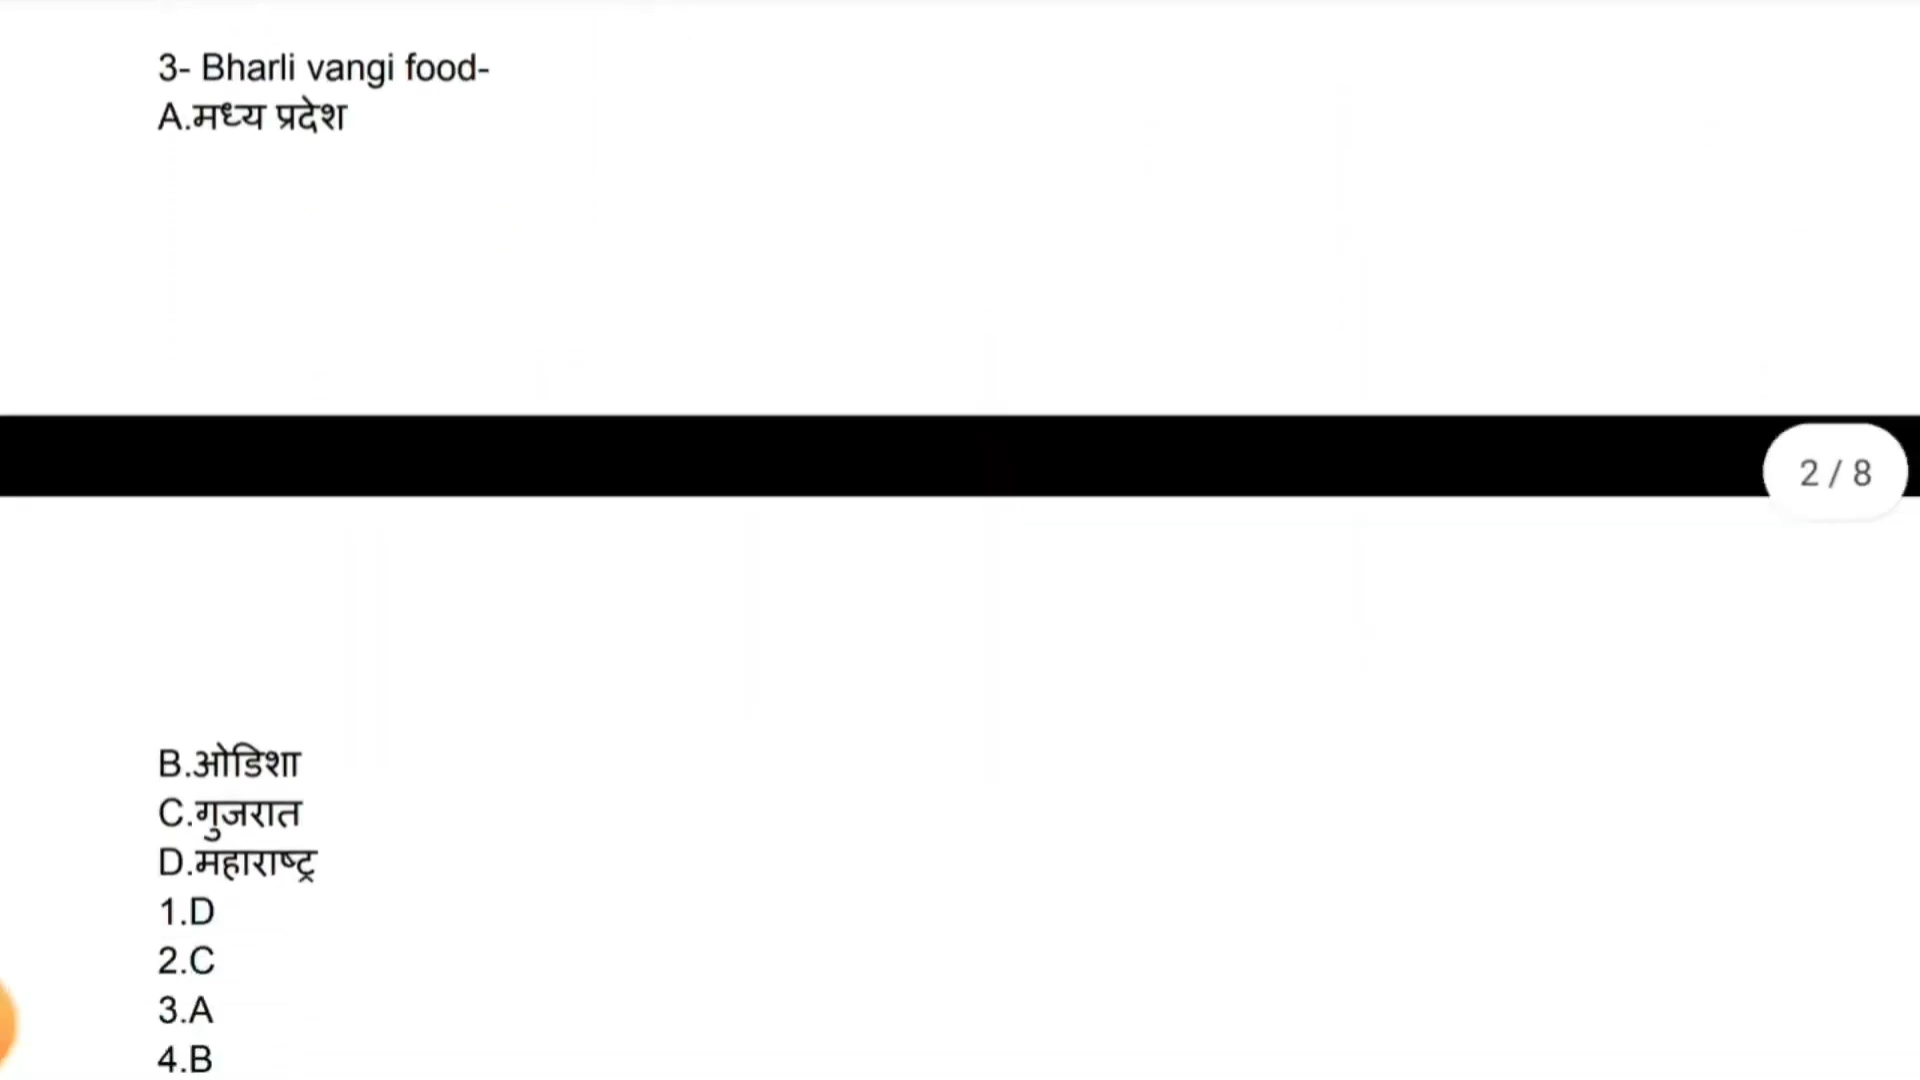 3- Bharli vangi food-
A.मध्य प्रदेश
2 / 8
B.ओडिशा
C.गुजरात
D.महाराष्ट्र
1.D
2.C
3.A
4.B